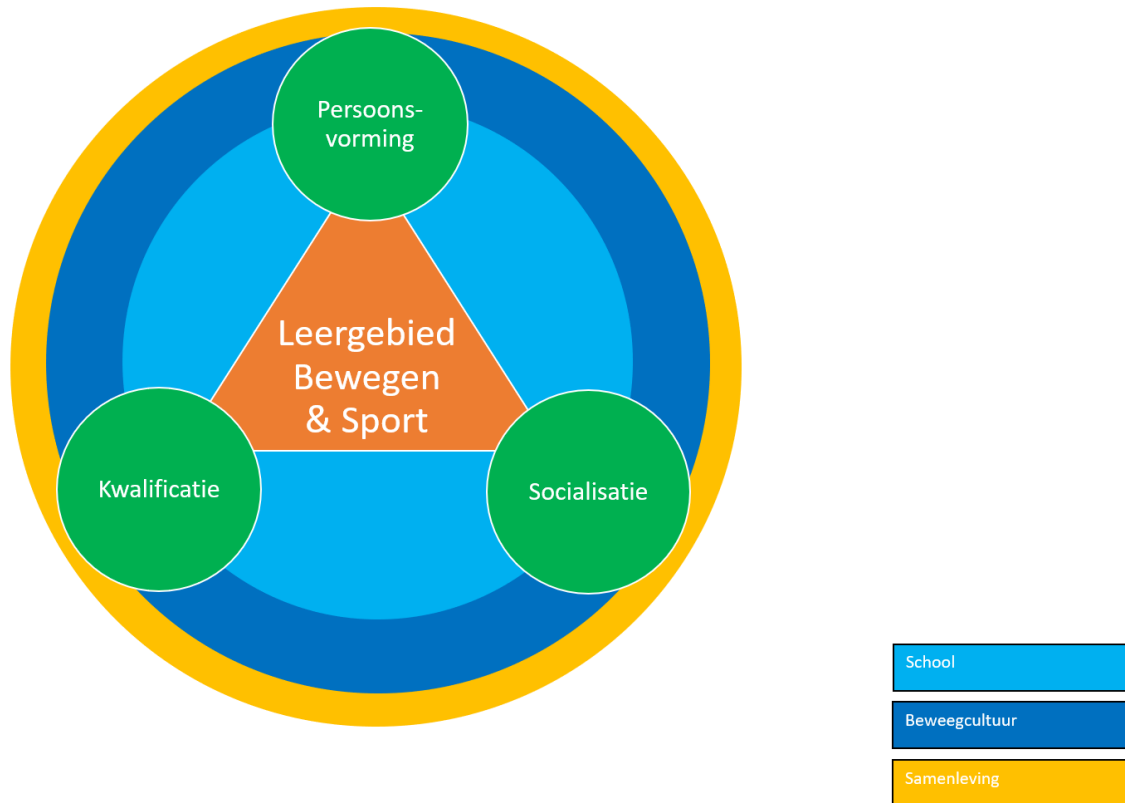 Persoons-
vorming
Leergebied
Bewegen
& Sport
Kwalificatie
Socialisatie
School
Beweegcultuur
Samenleving